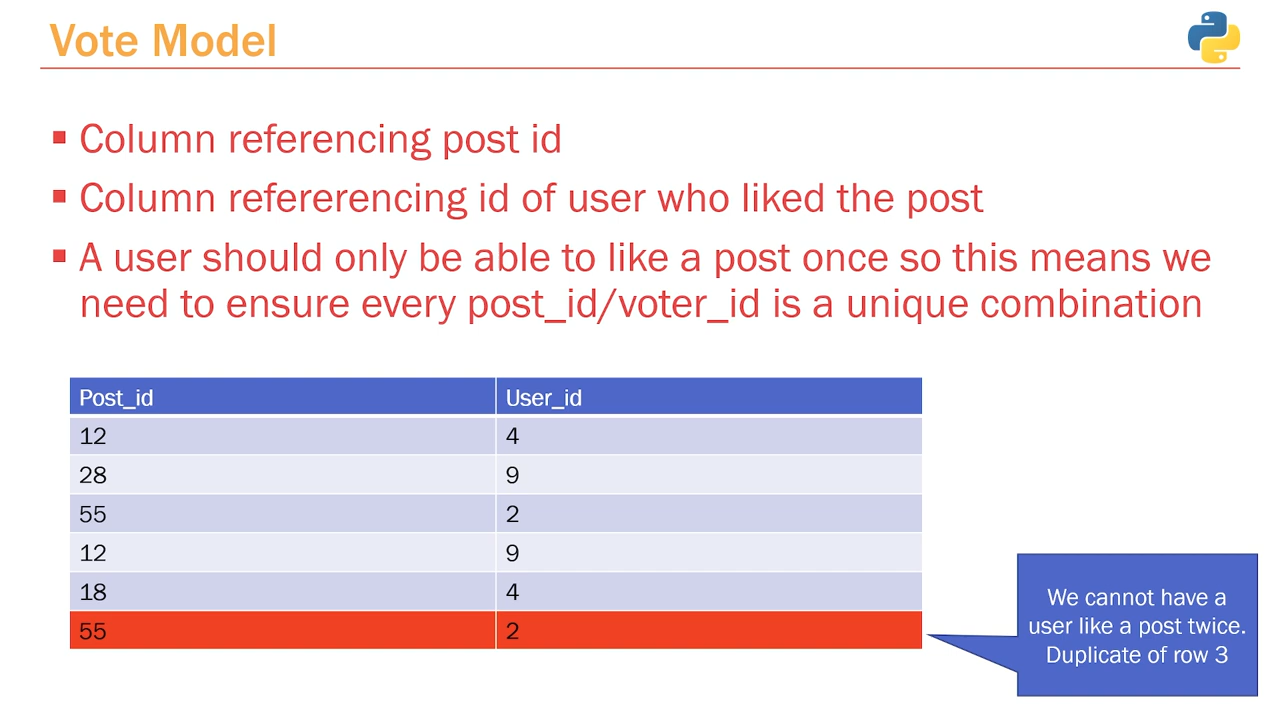 Vote Model
▪ Column referencing post id
▪ Column refererencing id of user who liked the post
▪ A user should only be able to like a post once so this means we
need to ensure every post_id/voter_id is a unique combination
Post_id User_id
12 4
28 9
55 2
12 9
18 4
55 2
We cannot have a
user like a post twice.
Duplicate of row 3